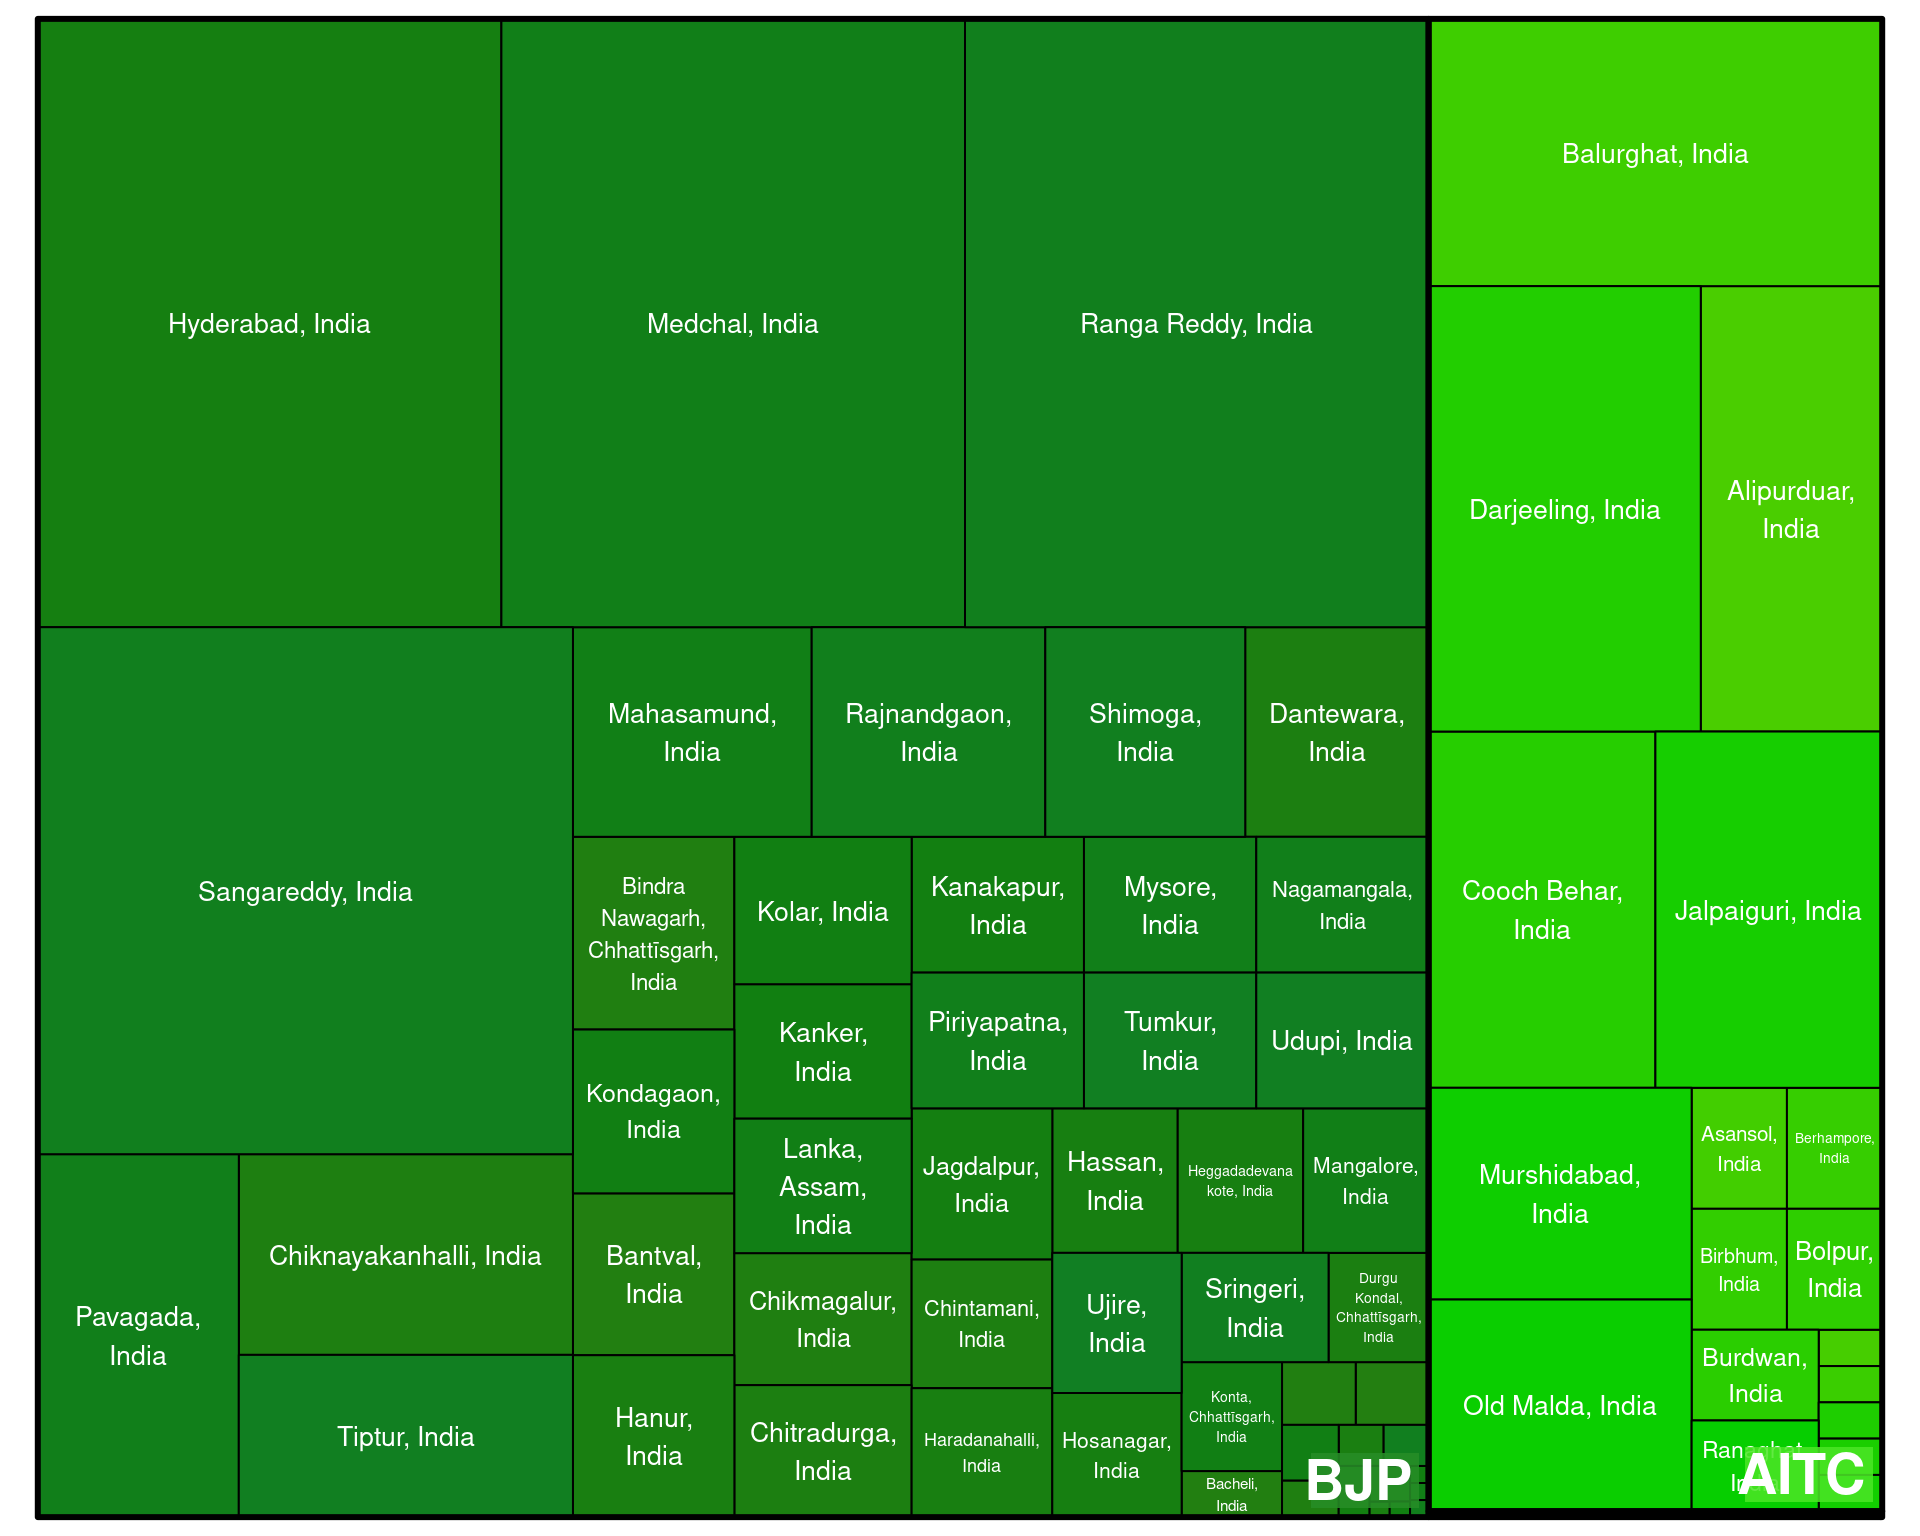 Hyderabad, India
Medchal, India
Ranga Reddy, India
Balurghat, India
Darjeeling, India
Alipurduar,
India
Sangareddy, India
Mahasamund,
India
Rajnandgaon,
India
Shimoga,
India
Dantewara,
India
Bindra
Nawagarh,
Chhattīsgarh,
India
Kolar, India
Kanakapur,
India
Mysore,
India
Nagamangala,
India
Cooch Behar,
India
Jalpaiguri, India
Kanker,
India
Piriyapatna,
India
Tumkur,
India
Udupi, India
Kondagaon,
India
Lanka,
Assam,
India
Jagdalpur,
India
Hassan,
India
Heggadadevana
kote, India
Mangalore,
India
Murshidabad,
India
Asansol,
India
Berhampore,
India
Pavagada,
India
Chiknayakanhalli, India
Bantval,
India
Chikmagalur,
India
Chintamani,
India
Ujire,
India
Sringeri,
India
Durgu
Kondal,
Chhattīsgarh,
India
Birbhum,
India
Bolpur,
India
Tiptur, India
Hanur,
India
Chitradurga,
India
Haradanahalli,
India
Hosanagar,
India
Konta,
Chhattīsgarh,
India
Bacheli,
India
BJP
Old Malda, India
Burdwan,
India
Ranaghat,
India
AITC